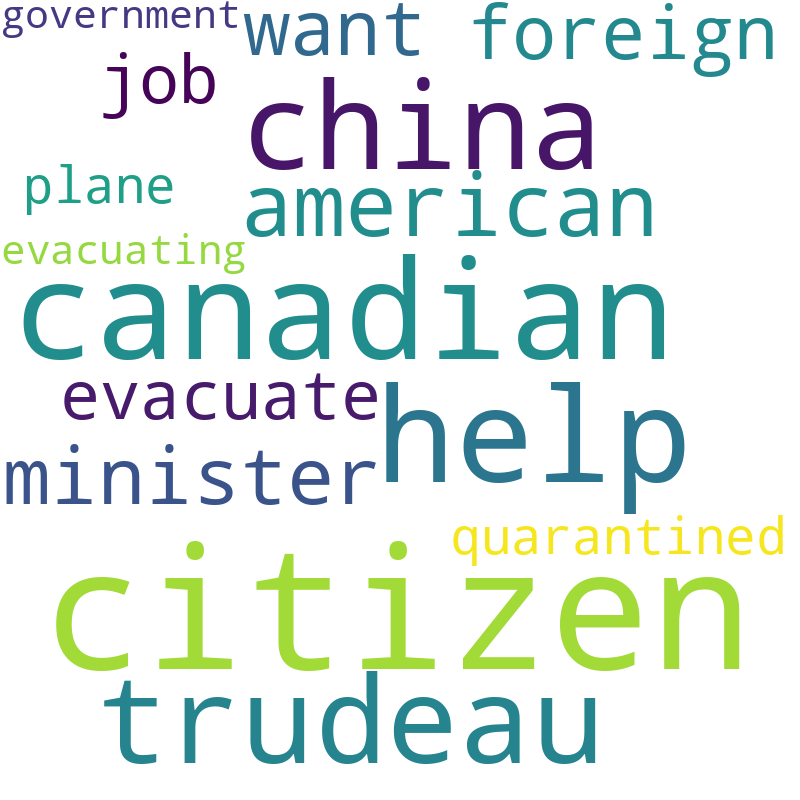 government want foreign
job china
plane american
evacuating
canadian
evacuate help
minister
quarantined
citizen
trudeau